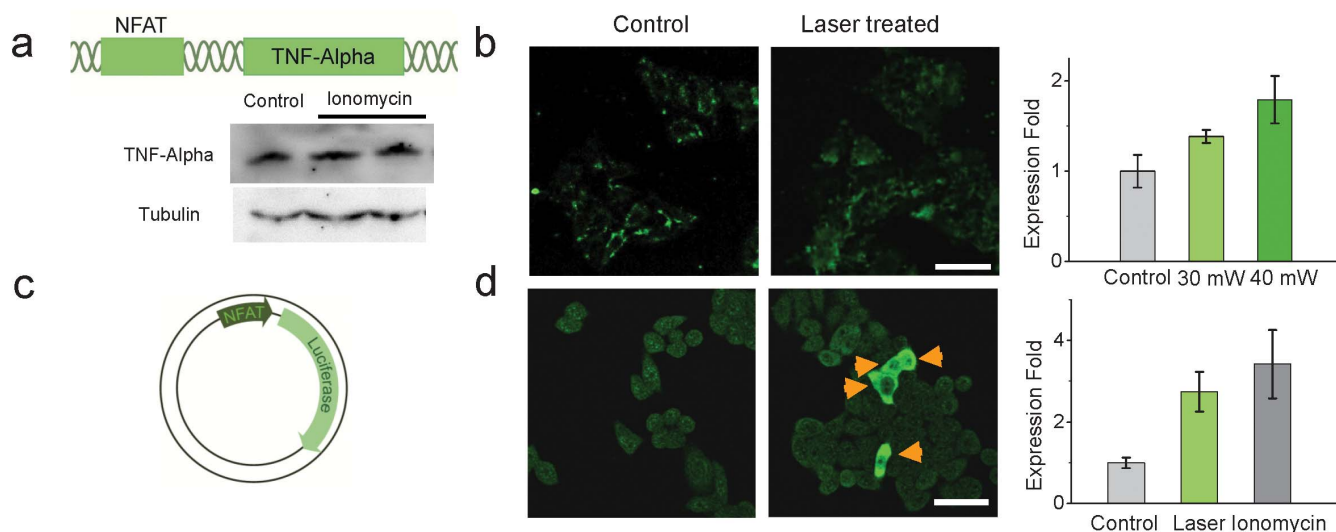 a
NFAT
TNF-Alpha
Control Ionomycin
TNF-Alpha
Tubulin
b
Control Laser treated
Expression Fold
2
1
0
Control 30 mW 40 mW
c
NFAT
Luciferase
d
Expression Fold
4
2
0
Control Laser Ionomycin